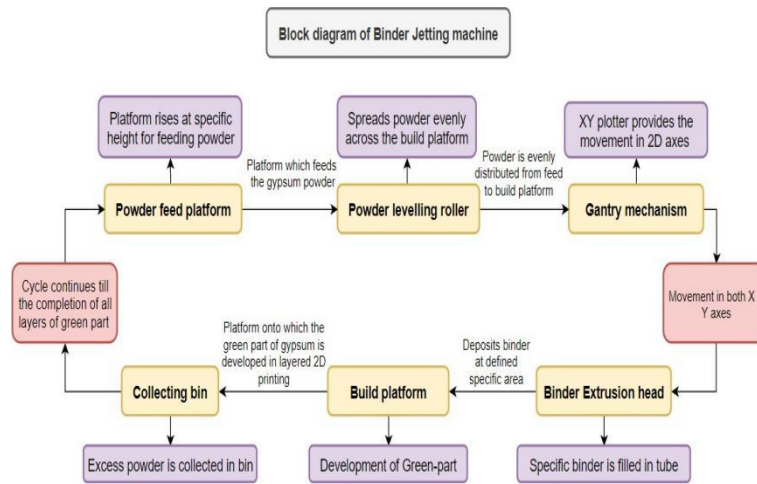 Block diagram of Binder Jetting machine
Platform rises at specific
height for feeding powder
Spreads powder evenly
across the build platform
XY plotter provides the
movement in 2D axes
Platform which feeds
the gypsum powder
Powder is evenly
distributed from feed
to build platform
Powder feed platform
Powder levelling roller
Gantry mechanism
Cycle continues till
the completion of all
layers of green part
Movement in both X
Y axes
Platform onto which the
green part of gypsum is
developed in layered 2D
printing
Deposits binder
at defined
specific area
Collecting bin
Build platform
Binder Extrusion head
Excess powder is collected in bin
Development of Green-part
Specific binder is filled in tube